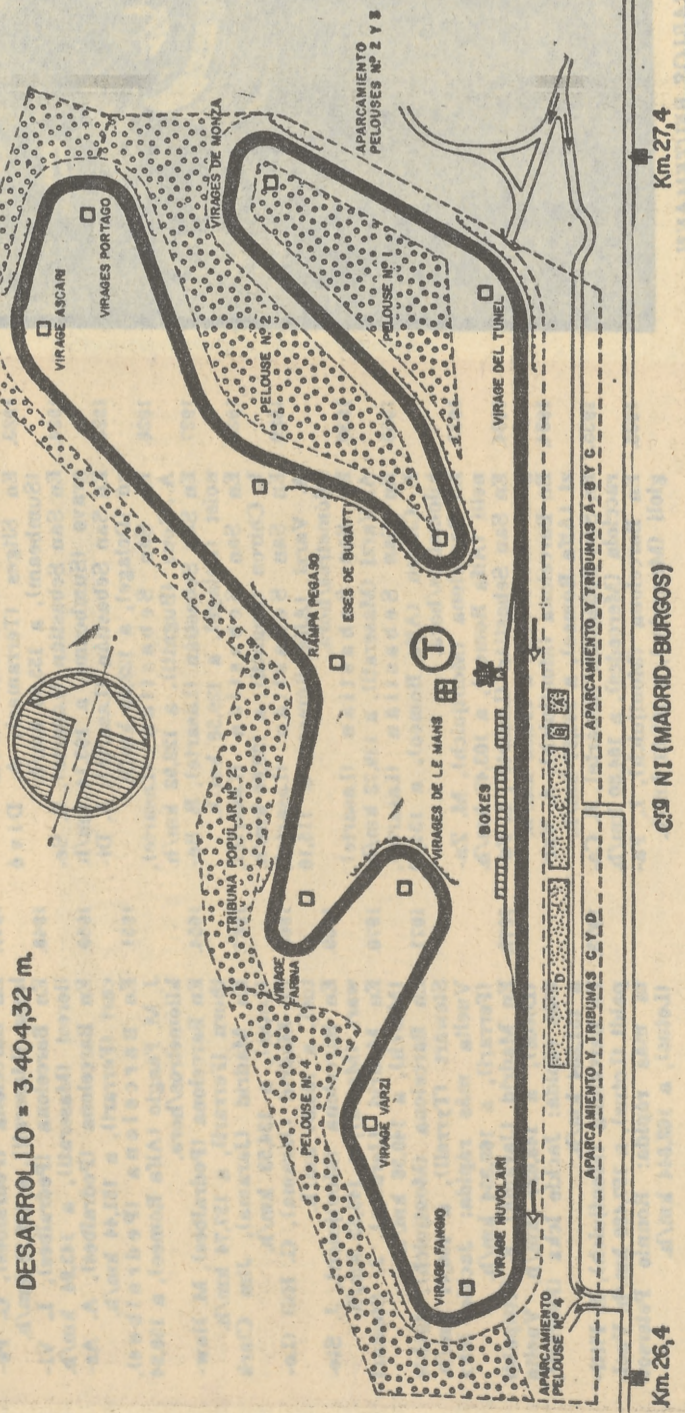 DESARROLLO = 3.404,32 m.
VIRAGE ASCARI
VIRAGES PORTAGO
VIRAGES DE MONZA
APARCAMIENTO
PELOUSES Nº 2 Y 3
PELOUSE Nº 2
PELOUSE Nº 1
RAMPA PEGASO
ESES DE BUGATTI
TRIBUNA POPULAR Nº 2
VIRAGE
FARINA
VIRAGES DE LE MANS
T
PELOUSE Nº 4
VIRAGE VARZI
VIRAGE FANGIO
VIRAGE NUVOLARI
BOXES
VIRAGE DEL TUNEL
APARCAMIENTO
PELOUSE Nº 4
D
C
B
A
APARCAMIENTO Y TRIBUNAS C Y D
APARCAMIENTO Y TRIBUNAS A-B Y C
Km. 26,4
Crª NI (MADRID-BURGOS)
Km. 27,4